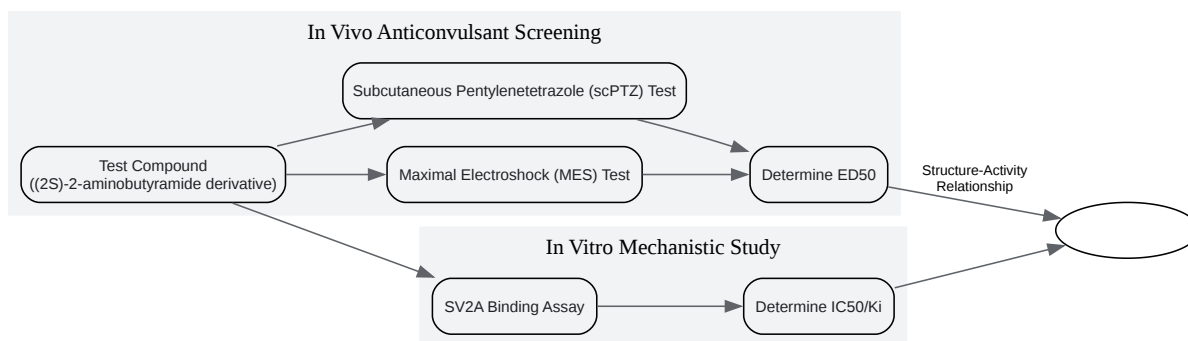 In Vivo Anticonvulsant Screening
Subcutaneous Pentylenetetrazole (scPTZ) Test
Test Compound
((2S)-2-aminobutyramide derivative)
Maximal Electroshock (MES) Test
Determine ED50
Structure-Activity
Relationship
In Vitro Mechanistic Study
SV2A Binding Assay
Determine IC50/Ki